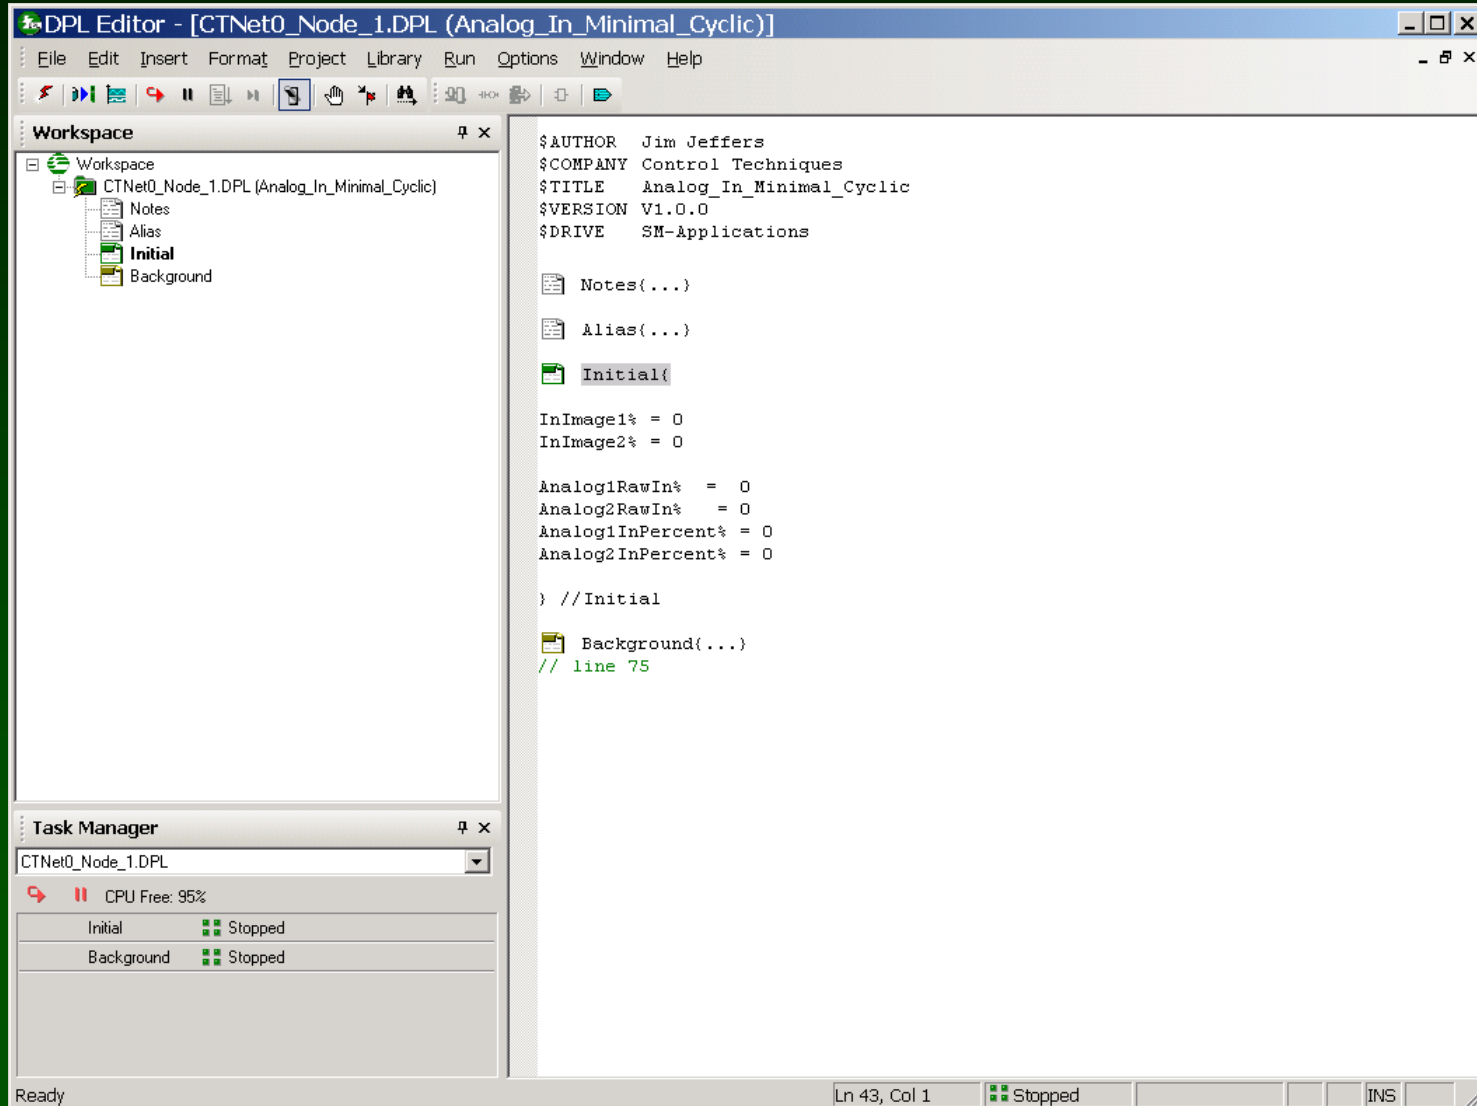 DPL Editor - [CTNet0_Node_1.DPL (Analog_In_Minimal_Cyclic)]
File Edit Insert Format Project Library Run Options Window Help
Workspace
Workspace
CTNet0_Node_1.DPL (Analog_In_Minimal_Cyclic)
Notes
Alias
Initial
Background
$AUTHOR Jim Jeffers
$COMPANY Control Techniques
$TITLE Analog_In_Minimal_Cyclic
$VERSION V1.0.0
$DRIVE SM-Applications
Notes{...}
Alias{...}
Initial{
InImage1% = 0
InImage2% = 0
Analog1RawIn% = 0
Analog2RawIn% = 0
Analog1InPercent% = 0
Analog2InPercent% = 0
} //Initial
Background{...}
// line 75
Task Manager
CTNet0_Node_1.DPL
CPU Free: 95%
Initial Stopped
Background Stopped
Ready Ln 43, Col 1 Stopped INS